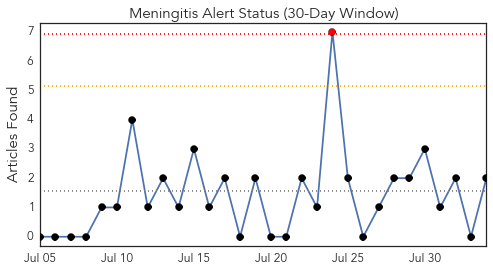 Meningitis Alert Status (30-Day Window)
Articles Found
7
6
5
4
3
2
1
0
Jul 05 Jul 10 Jul 15 Jul 20 Jul 25 Jul 30